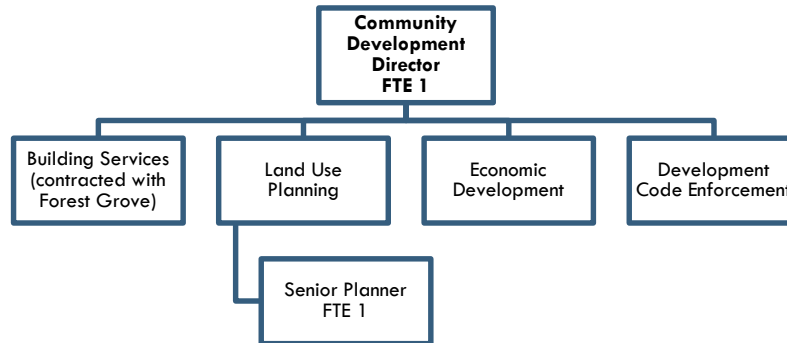 Community
Development
Director
FTE 1
Building Services
(contracted with
Forest Grove)
Land Use
Planning
Economic
Development
Development
Code Enforcement
Senior Planner
FTE 1